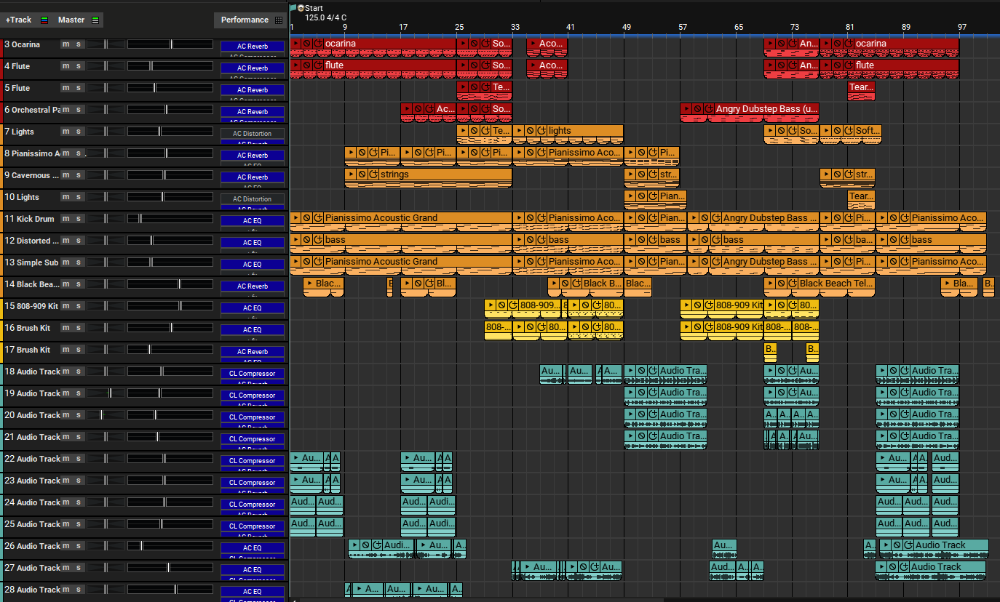 +Track Master Performance
Start
125.0 4/4 C
1 9 17 25 33 41 49 57 65 73 81 89 97
3 Ocarina m s AC Reverb ocarina So... Aco... An... ocarina
4 Flute m s AC Reverb flute So... Aco... An... flute
5 Flute m s AC Reverb Te... Tear...
6 Orchestral Pa m s AC Reverb Ac... So... Angry Dubstep Bass (u...
7 Lights m s AC Distortion Te... lights So... Soft...
8 Pianissimo A m s AC Reverb Pi... Pi... Pi... Pianissimo Aco... Pi...
9 Cavernous ... m s AC Reverb strings str... str...
10 Lights m s AC Distortion Pian... Tear...
11 Kick Drum m s AC EQ Pianissimo Acoustic Grand Pianissimo Aco... Pian... Angry Dubstep Bass ... Pi... Pianissimo Aco...
12 Distorted ... m s AC EQ bass bass bass bass ba... bass
13 Simple Sub m s AC EQ Pianissimo Acoustic Grand Pianissimo Aco... Pian... Angry Dubstep Bass ... Pi... Pianissimo Aco...
14 Black Bea... m s AC Reverb Blac... B Bl... Black B... Blac... Black Beach Tel... Bla... B..
15 808-909 Kit m s AC EQ 808-909... 8 80... 808-909 Kit 80...
16 Brush Kit m s AC EQ 808-... 80... 80... 808-909 Kit 808-... 808-...
17 Brush Kit m s AC Reverb B.. B..
18 Audio Track m s CL Compressor Au... Au... A A... Audio Tra... Au... Audio Tra...
19 Audio Track m s CL Compressor Audio Tra... Au... Audio Tra...
20 Audio Track m s CL Compressor Audio Tra... A.. A.. A.. A.. Audio Tra...
21 Audio Track m s CL Compressor Audio Tra... A A.. A Au... Audio Tra...
22 Audio Track m s CL Compressor Au... A A Au... A A Au... A A.. Aud...
23 Audio Track m s CL Compressor Au... A A Au... A A Au... A A.. Aud...
24 Audio Track m s CL Compressor Aud... Aud... Aud... Audi... Aud... Aud... Aud...
25 Audio Track m s CL Compressor Aud... Aud... Aud... Audi... Aud... Aud... Aud...
26 Audio Track m s AC EQ Audi... Au... A.. Au... A.. Audio Track
27 Audio Track m s AC EQ Au... Au... Aud... A.. A... Audio Track
28 Audio Track m s AC EQ A A... Au... Au... A..